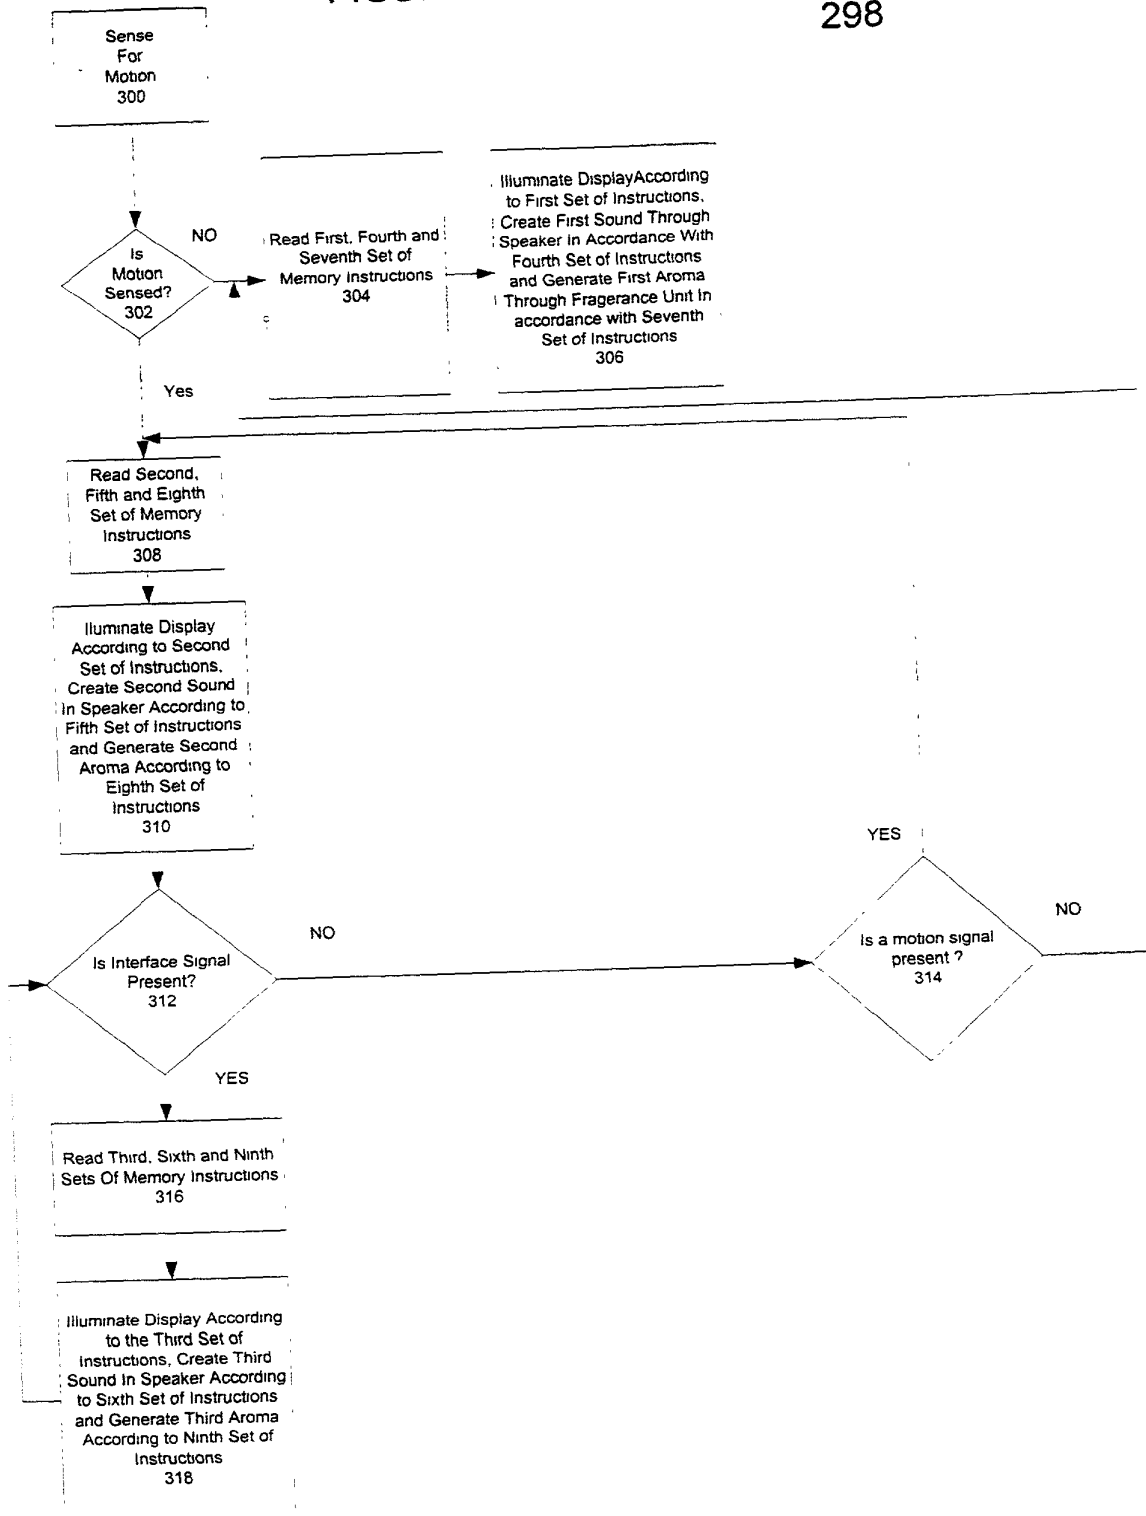 298
Sense
For
Motion
300
NO
Is
Motion
Sensed?
302
Read First, Fourth and
Seventh Set of
Memory Instructions
304
Illuminate DisplayAccording
to First Set of Instructions,
Create First Sound Through
Speaker in Accordance With
Fourth Set of Instructions
and Generate First Aroma
Through Fragerance Unit In
accordance with Seventh
Set of Instructions
306
Yes
Read Second,
Fifth and Eighth
Set of Memory
Instructions
308
Iluminate Display
According to Second
Set of Instructions,
Create Second Sound
In Speaker According to
Fifth Set of Instructions
and Generate Second
Aroma According to
Eighth Set of
Instructions
310
YES
NO
NO
Is Interface Signal
Present?
312
Is a motion signal
present ?
314
YES
Read Third, Sixth and Ninth
Sets Of Memory Instructions
316
Illuminate Display According
to the Third Set of
Instructions, Create Third
Sound In Speaker According
to Sixth Set of Instructions
and Generate Third Aroma
According to Ninth Set of
Instructions
318